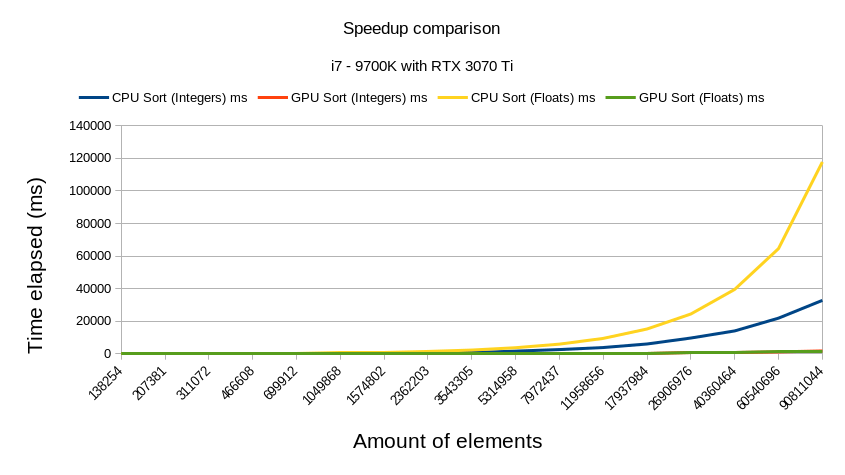 Speedup comparison
i7 - 9700K with RTX 3070 Ti
CPU Sort (Integers) ms GPU Sort (Integers) ms CPU Sort (Floats) ms GPU Sort (Floats) ms
140000
120000
100000
80000
60000
40000
20000
0
Time elapsed (ms)
138254 207381 311072 466608 699912 1049868 1574802 2362203 3543305 5314958 7972437 11958656 17937984 26906976 40360464 60540696 90811044
Amount of elements